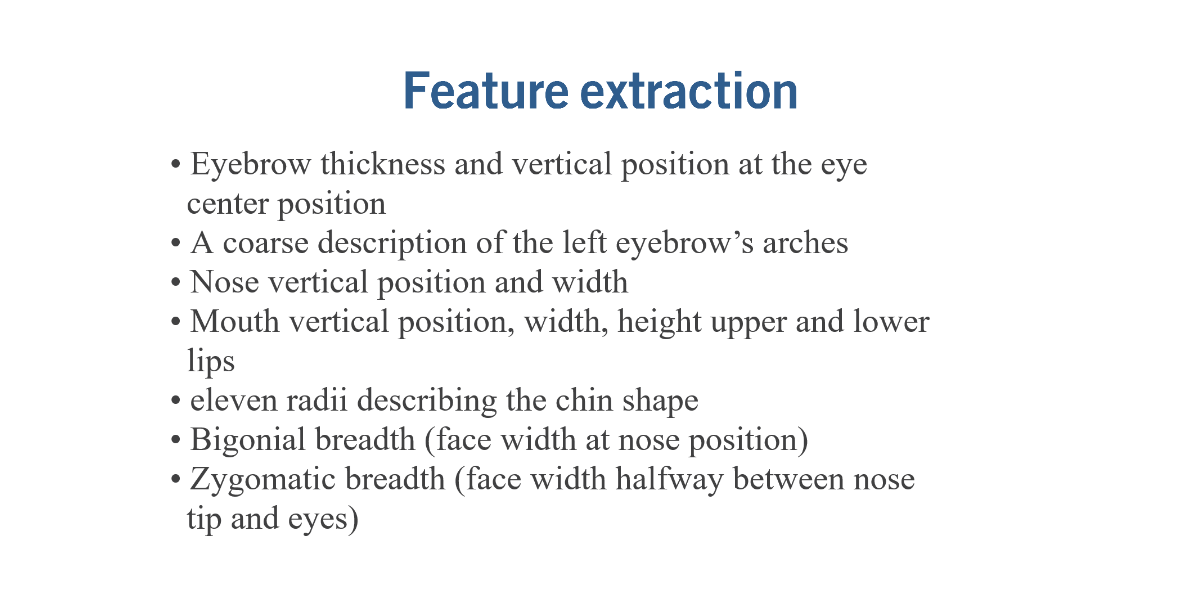 Feature extraction
• Eyebrow thickness and vertical position at the eye
center position
• A coarse description of the left eyebrow’s arches
• Nose vertical position and width
• Mouth vertical position, width, height upper and lower
lips
• eleven radii describing the chin shape
• Bigonial breadth (face width at nose position)
• Zygomatic breadth (face width halfway between nose
tip and eyes)